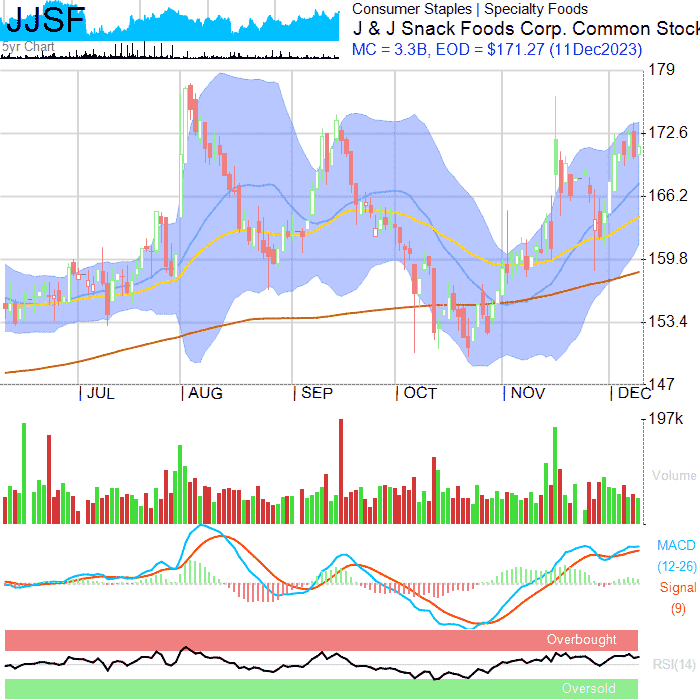 JJSF
Consumer Staples | Specialty Foods
J & J Snack Foods Corp. Common Stock
MC = 3.3B, EOD = $171.27 (11Dec2023)
5yr Chart
179
172.6
166.2
159.8
153.4
147
| JUL | AUG | SEP | OCT | NOV | DEC
197k
Volume
MACD
(12-26)
Signal
(9)
Overbought
RSI(14)
Oversold